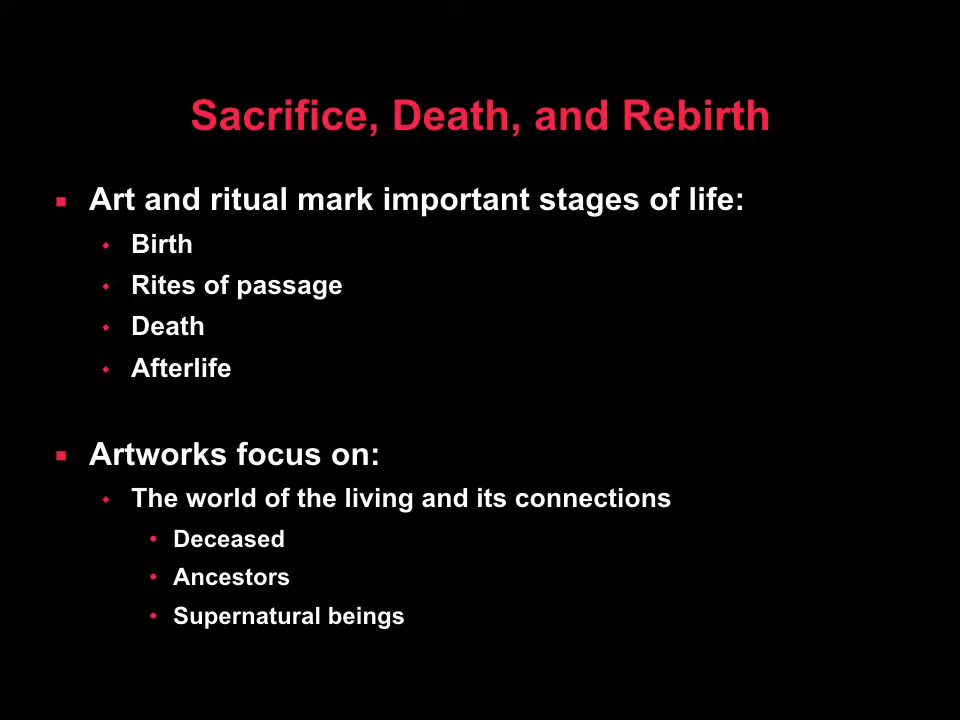 Sacrifice, Death, and Rebirth
Art and ritual mark important stages of life:
Birth
Rites of passage
Death
Afterlife
Artworks focus on:
The world of the living and its connections
Deceased
Ancestors
Supernatural beings